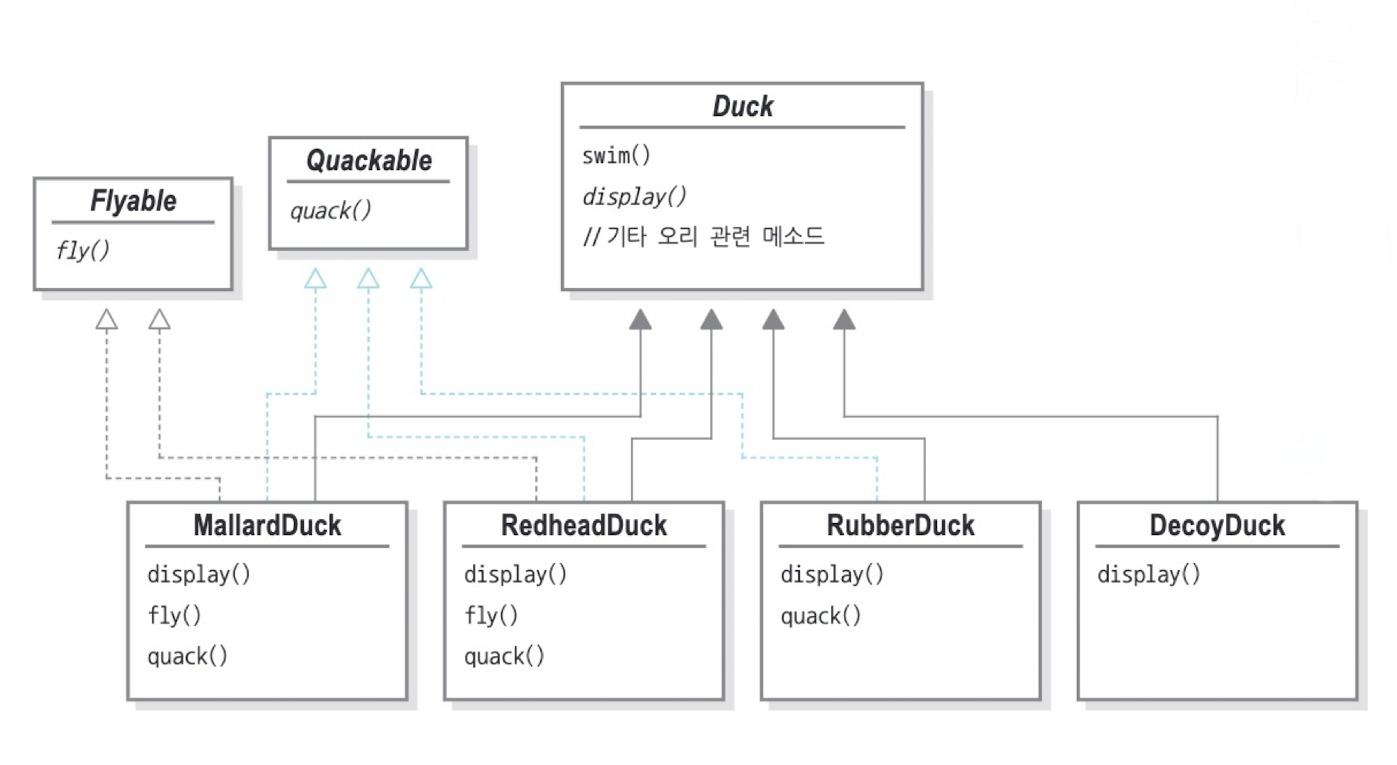 Flyable
fly()
Quackable
quack()
Duck
swim()
display()
// 기타 오리 관련 메소드
MallardDuck
display()
fly()
quack()
RedheadDuck
display()
fly()
quack()
RubberDuck
display()
quack()
DecoyDuck
display()